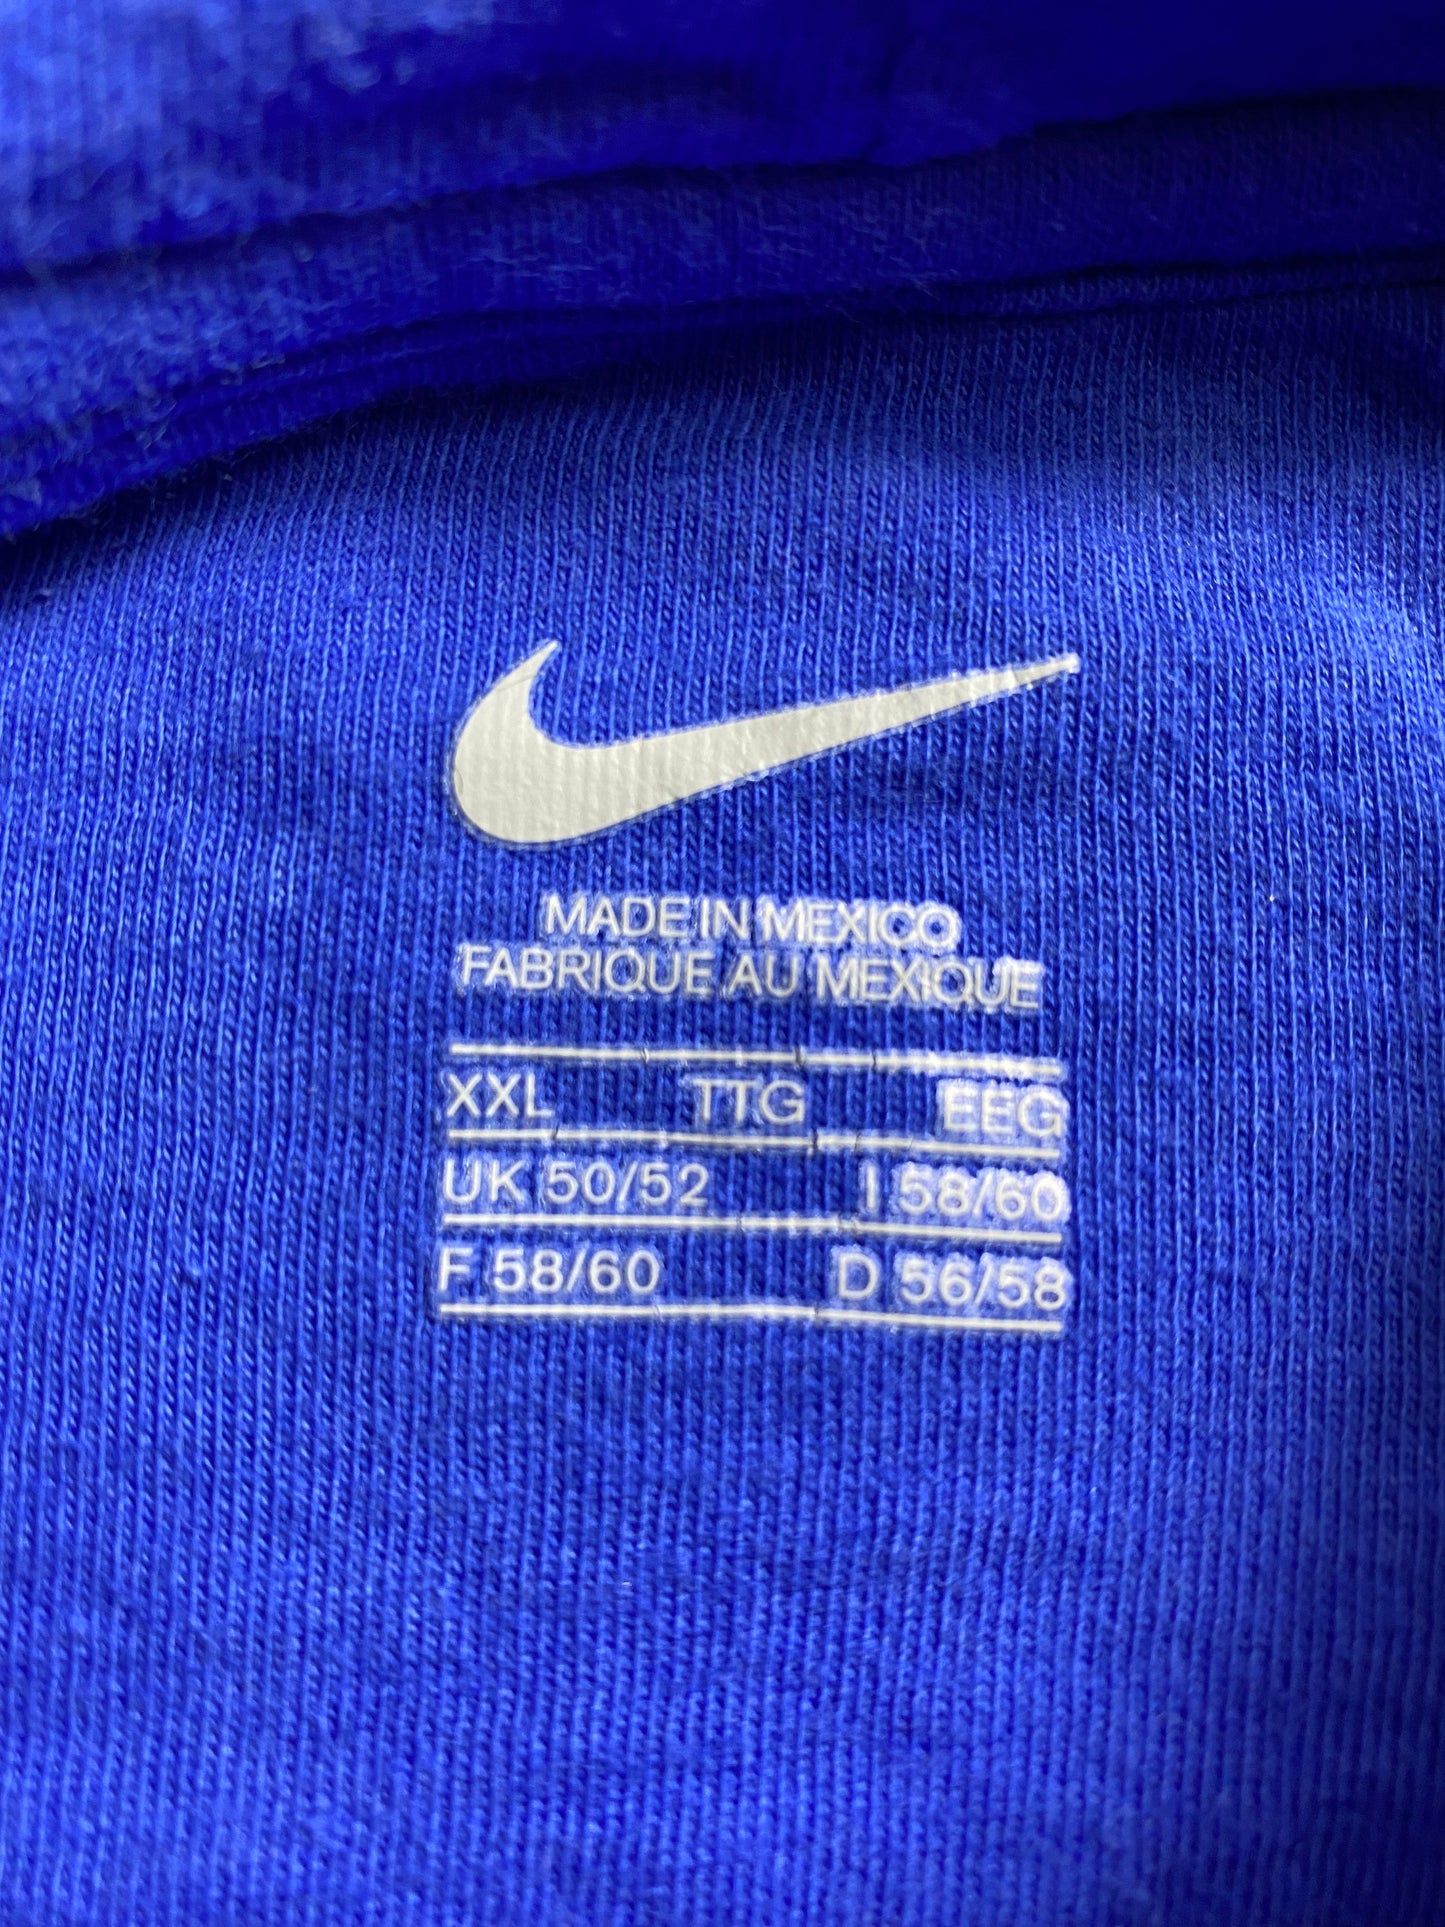 MADE IN MEXICO
FABRIQUE AU MEXIQUE
XXL TTG EEG
UK 50/52 I 58/60
F 58/60 D 56/58